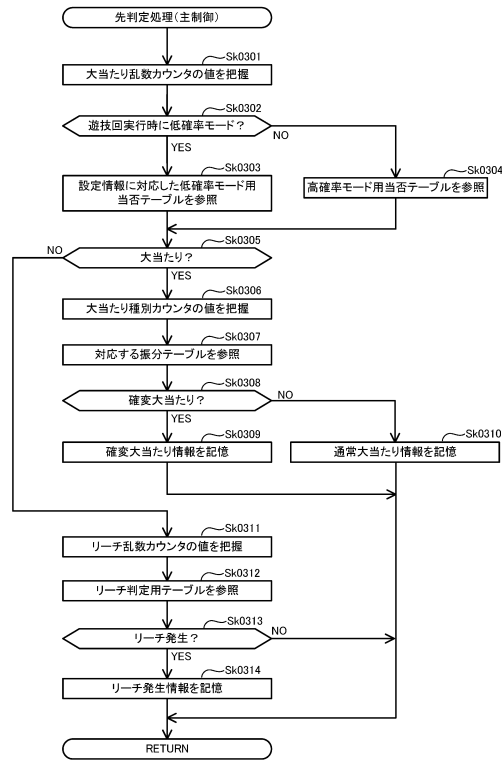 先判定処理(主制御)
Sk0301
大当たり乱数カウンタの値を把握
Sk0302
遊技回実行時に低確率モード?
NO
YES
Sk0303
設定情報に対応した低確率モード用
当否テーブルを参照
Sk0304
高確率モード用当否テーブルを参照
Sk0305
NO
大当たり?
YES
Sk0306
大当たり種別カウンタの値を把握
Sk0307
対応する振分テーブルを参照
Sk0308
確変大当たり?
NO
YES
Sk0309
確変大当たり情報を記憶
Sk0310
通常大当たり情報を記憶
Sk0311
リーチ乱数カウンタの値を把握
Sk0312
リーチ判定用テーブルを参照
Sk0313
リーチ発生?
NO
YES
Sk0314
リーチ発生情報を記憶
RETURN